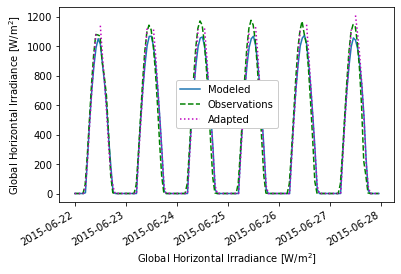 Global Horizontal Irradiance [W/m²]
1200
1000
800
600
400
200
0
Modeled
Observations
Adapted
2015-06-22
2015-06-23
2015-06-24
2015-06-25
2015-06-26
2015-06-27
2015-06-28
Global Horizontal Irradiance [W/m²]